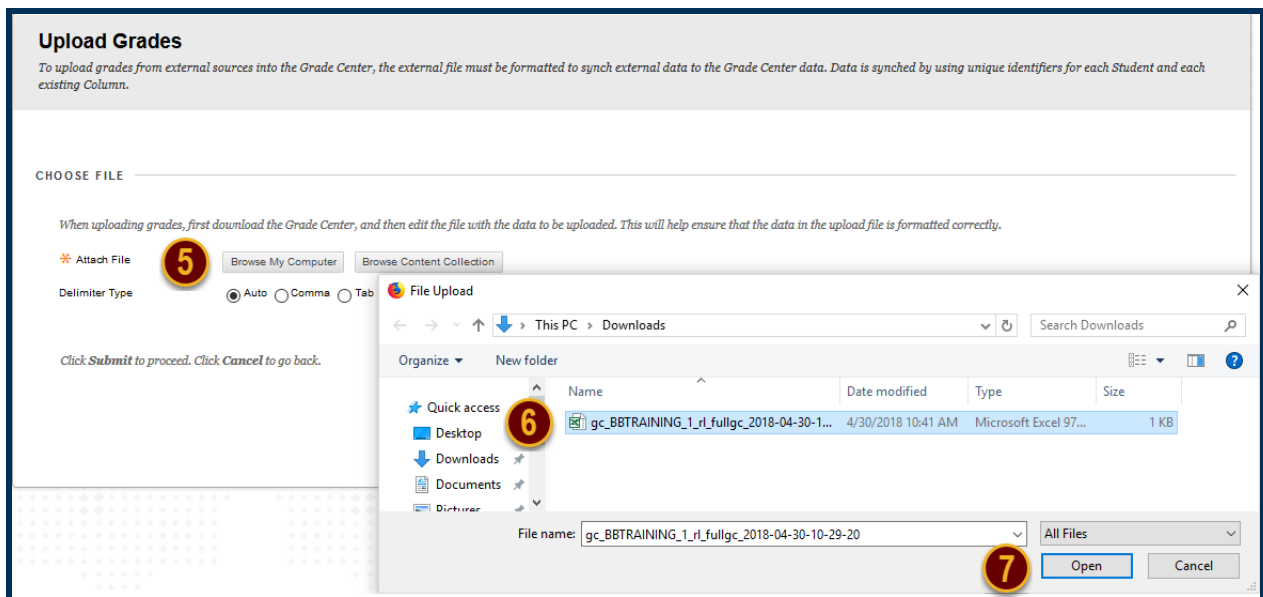 Upload Grades
To upload grades from external sources into the Grade Center, the external file must be formatted to synch external data to the Grade Center data. Data is synched by using unique identifiers for each Student and each
existing Column.
CHOOSE FILE
When uploading grades, first download the Grade Center, and then edit the file with the data to be uploaded. This will help ensure that the data in the upload file is formatted correctly.
Attach File
5
Browse My Computer
Browse Content Collection
Delimiter Type
Auto
Comma
Tab
Click Submit to proceed. Click Cancel to go back.
File Upload
This PC > Downloads
Search Downloads
Organize
New folder
Name
Date modified
Type
Size
Quick access
Desktop
Downloads
Documents
Pictures
6
gc_BBTRAINING_1_rl_fullgc_2018-04-30-1...
4/30/2018 10:41 AM
Microsoft Excel 97...
1 KB
File name:
gc_BBTRAINING_1_rl_fullgc_2018-04-30-10-29-20
All Files
7
Open
Cancel